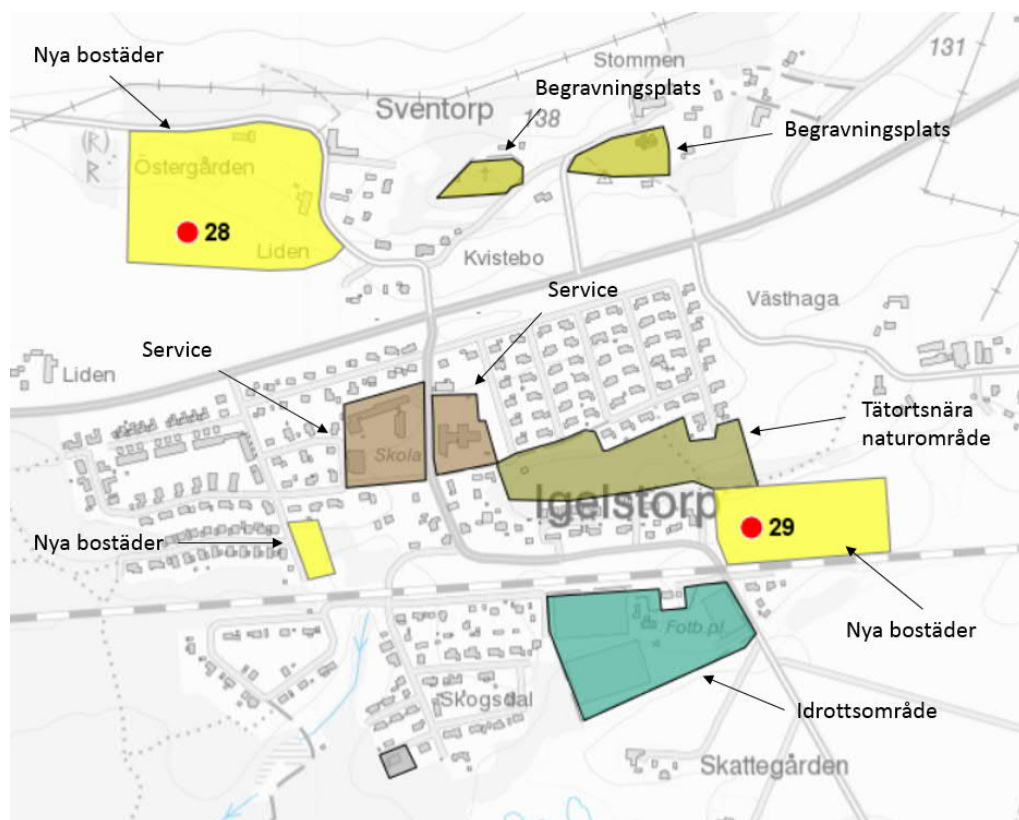 Nya bostäder
Stommen
131
Begravningsplats
Sventorp
138
Begravningsplats
(R)
R
Östergården
28
Liden
Kvistebo
Service
Västhaga
Service
Liden
Tätortsnära
naturområde
Skola
Igelstorp
29
Nya bostäder
Nya bostäder
Fotb.pl
Skogsdal
Idrottsområde
Skattegården